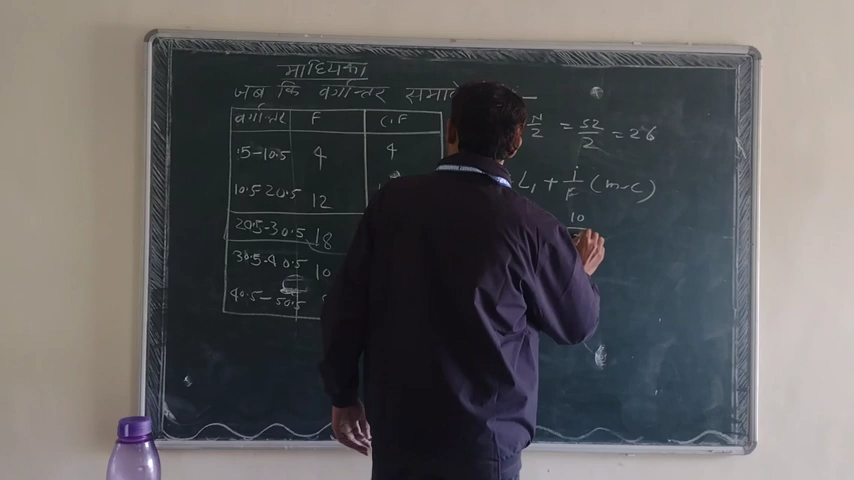 माध्यिका
जब कि वर्गान्तर
वर्गान्तर F C.F
.5-10.5 4 4
10.5-20.5 12
20.5-30.5 18
30.5-40.5 10
40.5-50.5
N/2 = 52/2 = 26
L₁ + i/F (m-C)
10